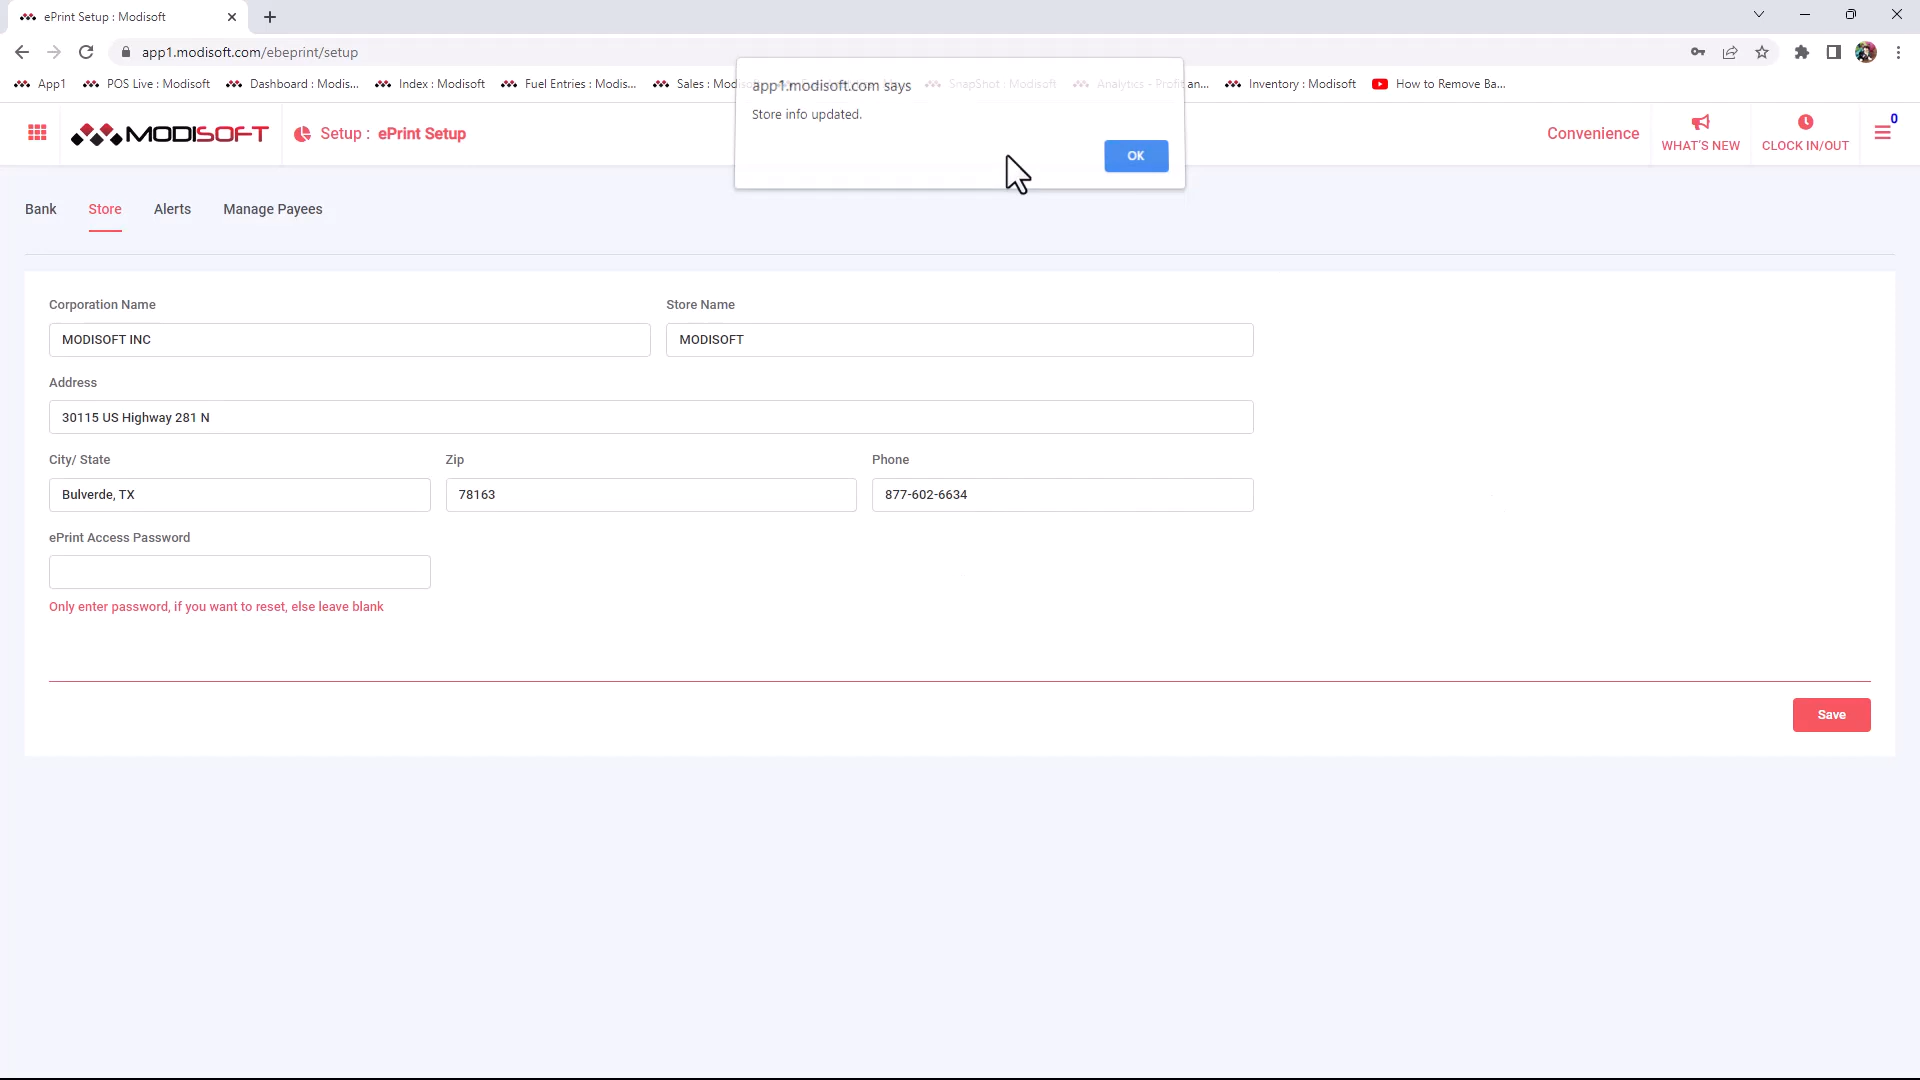 ePrint Setup : Modisoft
app1.modisoft.com/ebeprint/setup
App1 POS Live : Modisoft Dashboard : Modis... Index : Modisoft Fuel Entries : Modis... Sales : Mod SnapShot : Modisoft Analytics - Profit an... Inventory : Modisoft How to Remove Ba...
app1.modisoft.com says
Store info updated.
OK
MODISOFT Setup : ePrint Setup Convenience WHAT'S NEW CLOCK IN/OUT 0
Bank Store Alerts Manage Payees
Corporation Name Store Name
MODISOFT INC MODISOFT
Address
30115 US Highway 281 N
City/ State Zip Phone
Bulverde, TX 78163 877-602-6634
ePrint Access Password
Only enter password, if you want to reset, else leave blank
Save